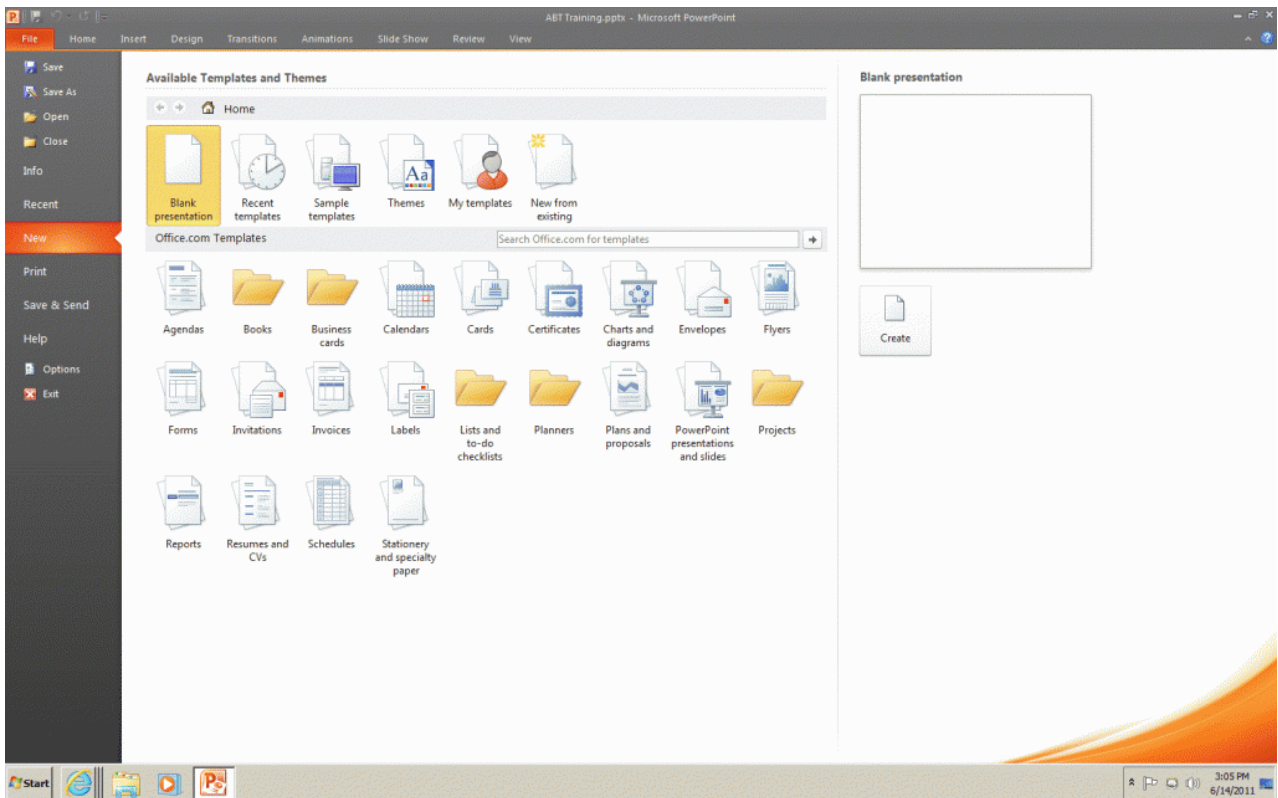 ABT Training.pptx - Microsoft PowerPoint
File Home Insert Design Transitions Animations Slide Show Review View
Save
Save As
Open
Close
Info
Recent
New
Print
Save & Send
Help
Options
Exit
Available Templates and Themes
Home
Blank presentation
Recent templates
Sample templates
Themes
My templates
New from existing
Office.com Templates
Search Office.com for templates
Agendas
Books
Business cards
Calendars
Cards
Certificates
Charts and diagrams
Envelopes
Flyers
Forms
Invitations
Invoices
Labels
Lists and to-do checklists
Planners
Plans and proposals
PowerPoint presentations and slides
Projects
Reports
Resumes and CVs
Schedules
Stationery and specialty paper
Blank presentation
Create
Start
3:05 PM
6/14/2011